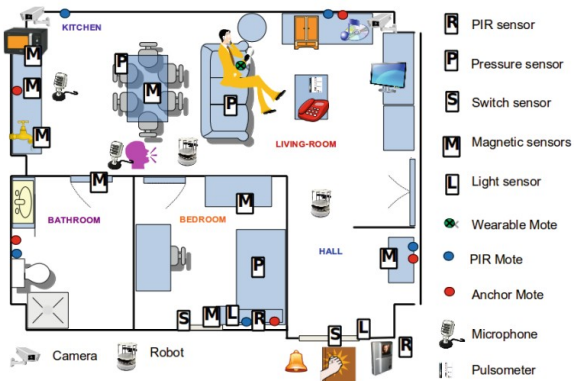 KITCHEN
M
M
P
M
P
M
LIVING-ROOM
M
BATHROOM
BEDROOM
M
HALL
P
M
S
M
L
R
S
L
R
Camera
Robot
R PIR sensor
P Pressure sensor
S Switch sensor
M Magnetic sensors
L Light sensor
Wearable Mote
PIR Mote
Anchor Mote
Microphone
Pulsometer